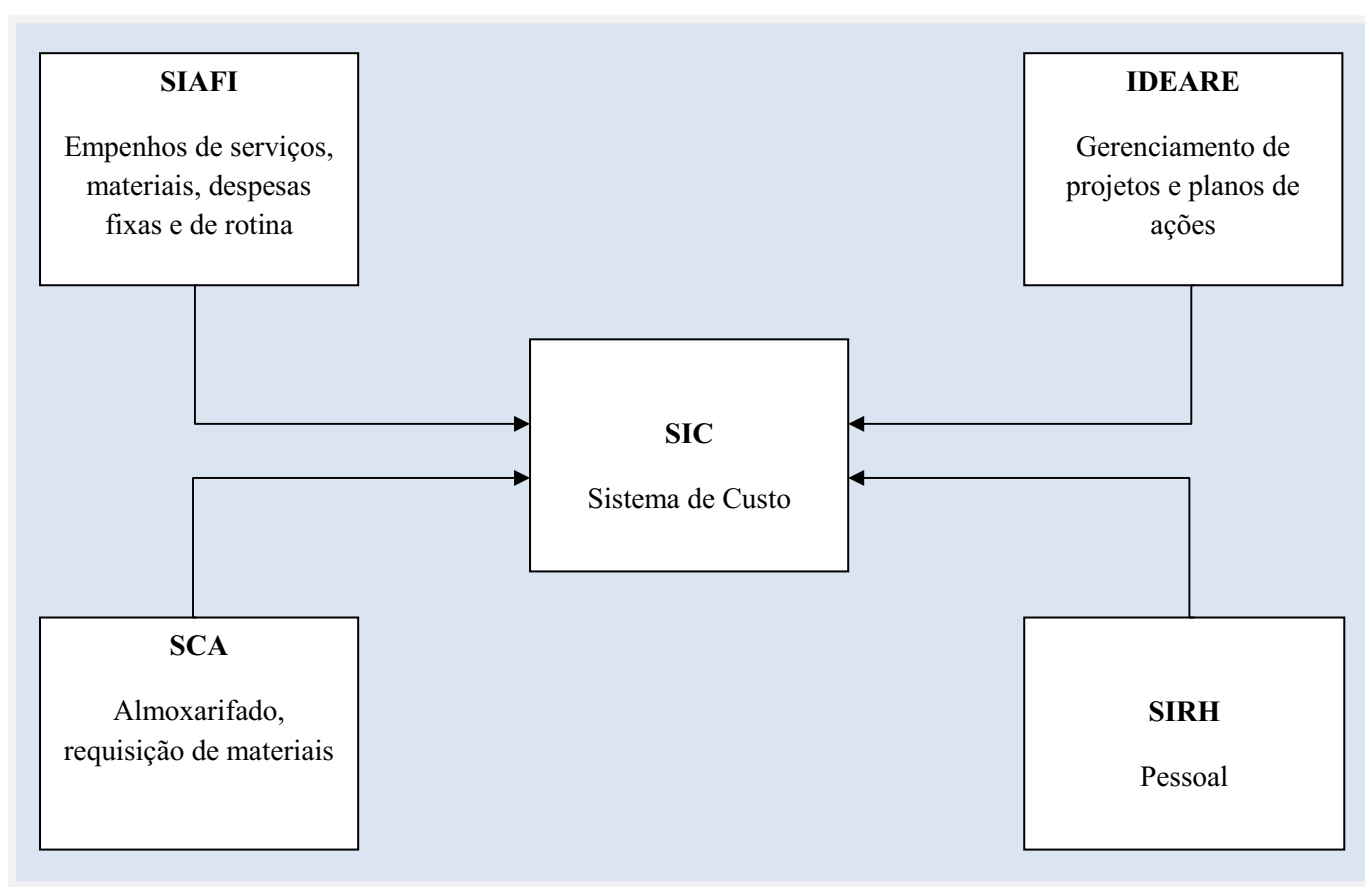 SIAFI
Empenhos de serviços,
materiais, despesas
fixas e de rotina
IDEARE
Gerenciamento de
projetos e planos de
ações
SIC
Sistema de Custo
SCA
Almoxarifado,
requisição de materiais
SIRH
Pessoal